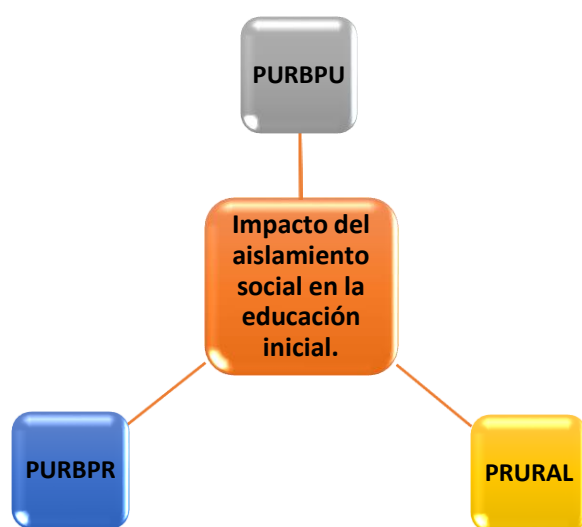 PURBPU
Impacto del
aislamiento
social en la
educación
inicial.
PURBPR
PRURAL